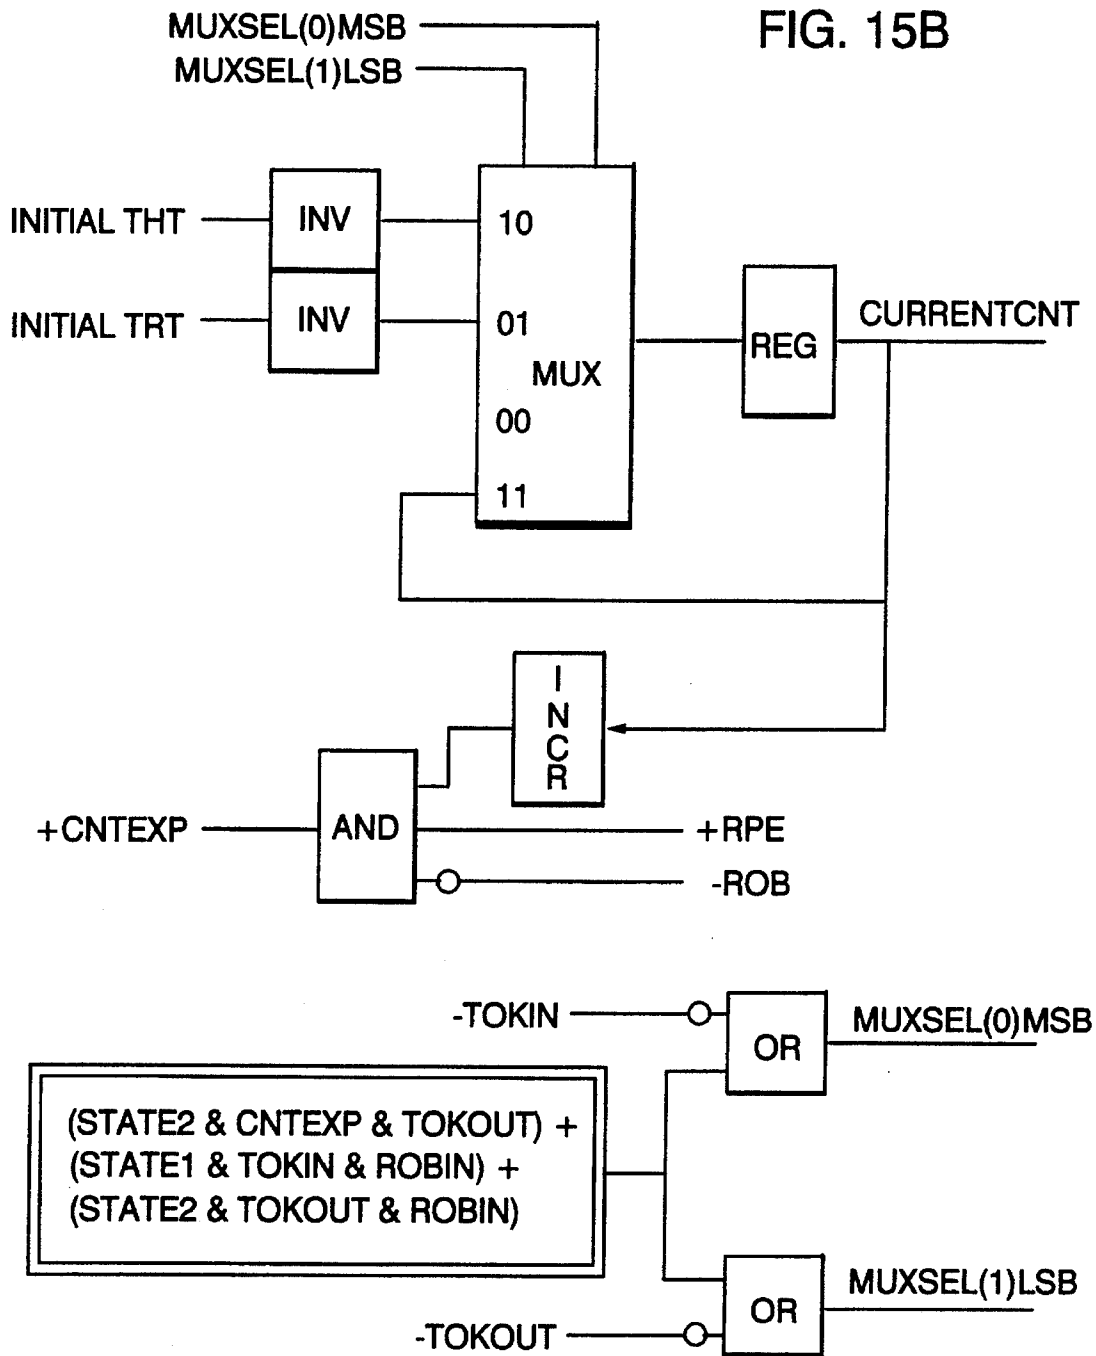 FIG. 15B
MUXSEL(0)MSB
MUXSEL(1)LSB
INITIAL THT
INV
10
INITIAL TRT
INV
01
MUX
00
11
REG
CURRENTCNT
INCR
+CNTEXP
AND
+RPE
-ROB
-TOKIN
OR
MUXSEL(0)MSB
(STATE2 & CNTEXP & TOKOUT) +
(STATE1 & TOKIN & ROBIN) +
(STATE2 & TOKOUT & ROBIN)
OR
MUXSEL(1)LSB
-TOKOUT